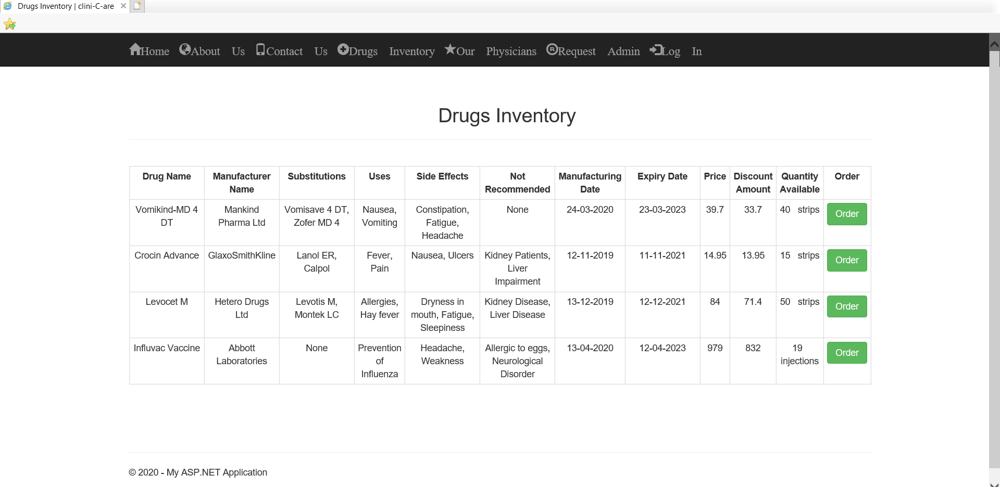 Drugs Inventory | clini-C-are
Home About Us Contact Us Drugs Inventory Our Physicians Request Admin Log In
Drugs Inventory
Drug Name Manufacturer Name Substitutions Uses Side Effects Not Recommended Manufacturing Date Expiry Date Price Discount Amount Quantity Available Order
Vomikind-MD 4 DT Mankind Pharma Ltd Vomisave 4 DT, Zofer MD 4 Nausea, Vomiting Constipation, Fatigue, Headache None 24-03-2020 23-03-2023 39.7 33.7 40 strips Order
Crocin Advance GlaxoSmithKline Lanol ER, Calpol Fever, Pain Nausea, Ulcers Kidney Patients, Liver Impairment 12-11-2019 11-11-2021 14.95 13.95 15 strips Order
Levocet M Hetero Drugs Ltd Levotis M, Montek LC Allergies, Hay fever Dryness in mouth, Fatigue, Sleepiness Kidney Disease, Liver Disease 13-12-2019 12-12-2021 84 71.4 50 strips Order
Influvac Vaccine Abbott Laboratories None Prevention of Influenza Headache, Weakness Allergic to eggs, Neurological Disorder 13-04-2020 12-04-2023 979 832 19 injections Order
© 2020 - My ASP.NET Application